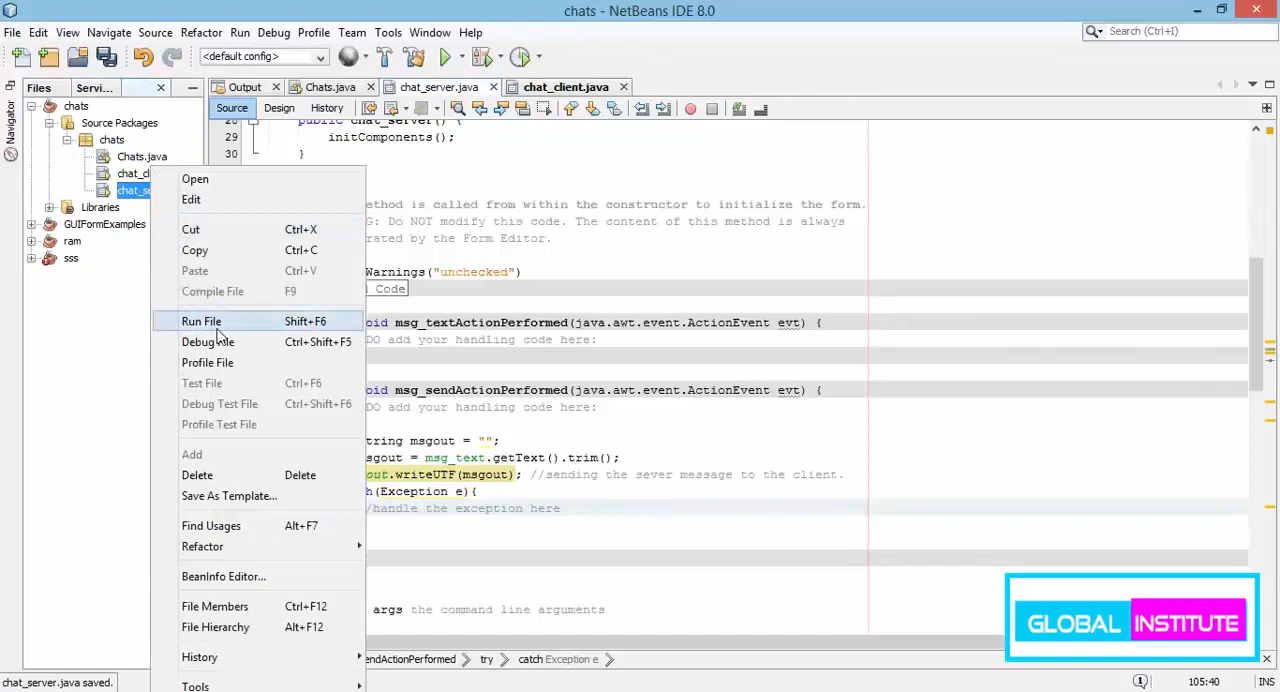 chats - NetBeans IDE 8.0
File Edit View Navigate Source Refactor Run Debug Profile Team Tools Window Help
Search (Ctrl+I)
<default config>
Files Servi... Output Chats.java chat_server.java chat_client.java
Source Design History
Navigator
chats
Source Packages
chats
Chats.java
chat_cl
chat_se
Libraries
GUIFormExamples
ram
sss
public chat_server() {
29 initComponents();
30 }
ethod is called from within the constructor to initialize the form.
G: Do NOT modify this code. The content of this method is always
erated by the Form Editor.
Warnings("unchecked")
Code
oid msg_textActionPerformed(java.awt.event.ActionEvent evt) {
DO add your handling code here:
oid msg_sendActionPerformed(java.awt.event.ActionEvent evt) {
DO add your handling code here:
tring msgout = "";
sgout = msg_text.getText().trim();
out.writeUTF(msgout); //sending the sever message to the client.
h(Exception e){
/handle the exception here
args the command line arguments
Open
Edit
Cut Ctrl+X
Copy Ctrl+C
Paste Ctrl+V
Compile File F9
Run File Shift+F6
Debug File Ctrl+Shift+F5
Profile File
Test File Ctrl+F6
Debug Test File Ctrl+Shift+F6
Profile Test File
Add
Delete Delete
Save As Template...
Find Usages Alt+F7
Refactor
BeanInfo Editor...
File Members Ctrl+F12
File Hierarchy Alt+F12
History
Tools
GLOBAL INSTITUTE
endActionPerformed try catch Exception e
chat_server.java saved.
105:40 INS